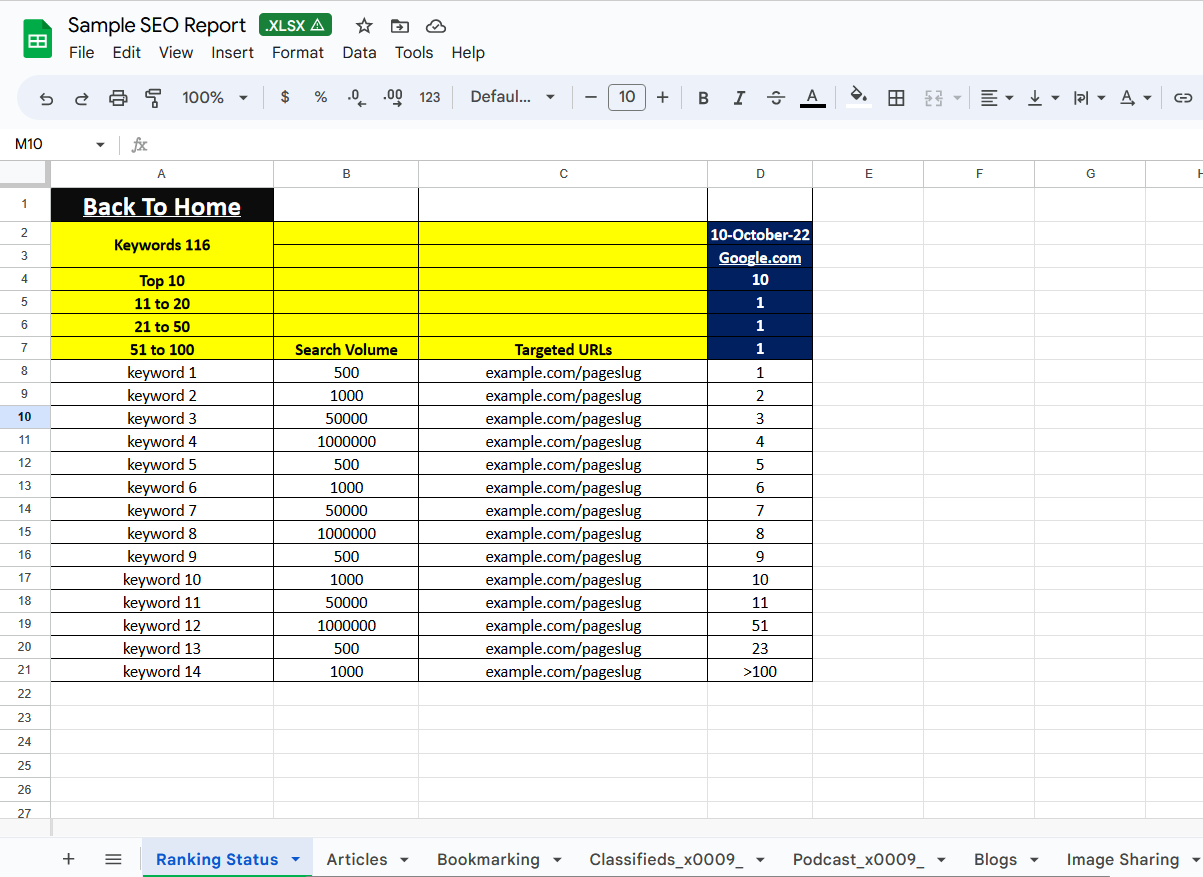 Sample SEO Report .XLSX
File Edit View Insert Format Data Tools Help
100% $ % .0 .00 123 Defaul... − 10 + B I S A A
M10 fx
A B C D E F G H
1 Back To Home
2 Keywords 116 10-October-22
3 Google.com
4 Top 10 10
5 11 to 20 1
6 21 to 50 1
7 51 to 100 Search Volume Targeted URLs 1
8 keyword 1 500 example.com/pageslug 1
9 keyword 2 1000 example.com/pageslug 2
10 keyword 3 50000 example.com/pageslug 3
11 keyword 4 1000000 example.com/pageslug 4
12 keyword 5 500 example.com/pageslug 5
13 keyword 6 1000 example.com/pageslug 6
14 keyword 7 50000 example.com/pageslug 7
15 keyword 8 1000000 example.com/pageslug 8
16 keyword 9 500 example.com/pageslug 9
17 keyword 10 1000 example.com/pageslug 10
18 keyword 11 50000 example.com/pageslug 11
19 keyword 12 1000000 example.com/pageslug 51
20 keyword 13 500 example.com/pageslug 23
21 keyword 14 1000 example.com/pageslug >100
22
23
24
25
26
27
+ Ranking Status Articles Bookmarking Classifieds_x0009_ Podcast_x0009_ Blogs Image Sharing